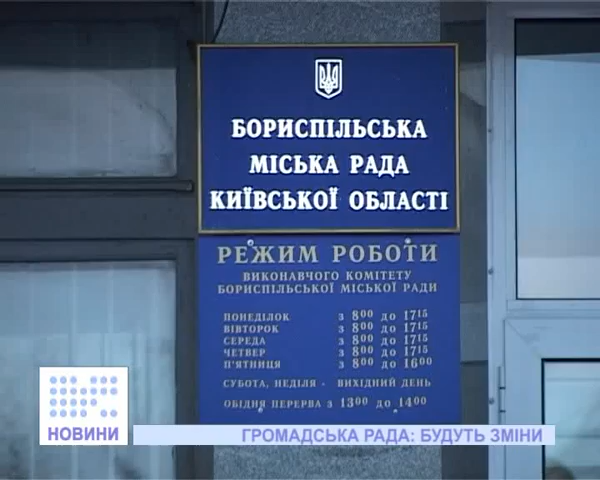 БОРИСПІЛЬСЬКА
МІСЬКА РАДА
КИЇВСЬКОЇ ОБЛАСТІ
РЕЖИМ РОБОТИ
ВИКОНАВЧОГО КОМІТЕТУ
БОРИСПІЛЬСЬКОЇ МІСЬКОЇ РАДИ
ПОНЕДІЛОК З 800 ДО 1715
ВІВТОРОК З 800 ДО 1715
СЕРЕДА З 800 ДО 1715
ЧЕТВЕР З 800 ДО 1715
П'ЯТНИЦЯ З 800 ДО 1600
СУБОТА, НЕДІЛЯ - ВИХІДНИЙ ДЕНЬ
ОБІДНЯ ПЕРЕРВА З 1300 ДО 1400
НОВИНИ
ГРОМАДСЬКА РАДА: БУДУТЬ ЗМІНИ